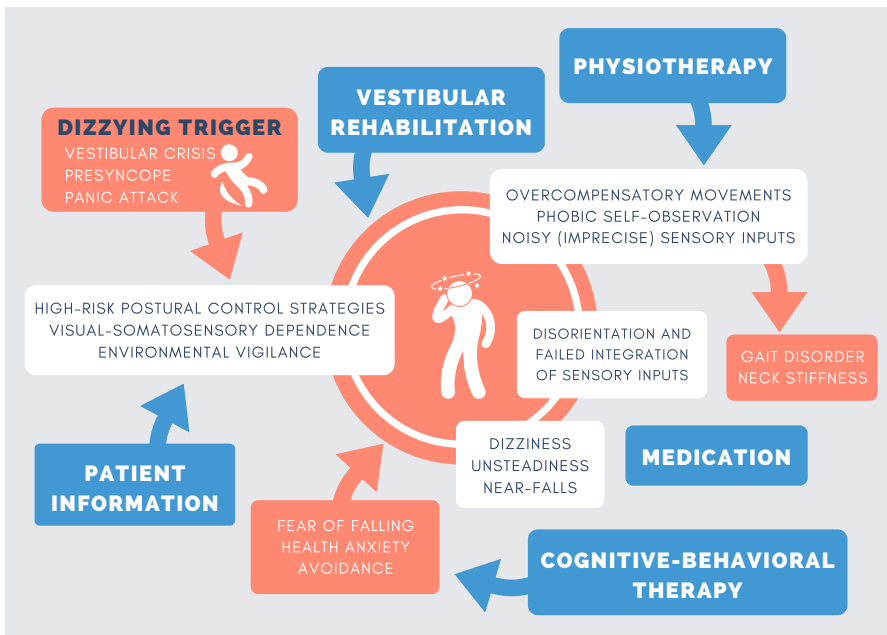 PHYSIOTHERAPY
VESTIBULAR
REHABILITATION
DIZZYING TRIGGER
VESTIBULAR CRISIS
PRESYNCOPE
PANIC ATTACK
OVERCOMPENSATORY MOVEMENTS
PHOBIC SELF-OBSERVATION
NOISY (IMPRECISE) SENSORY INPUTS
HIGH-RISK POSTURAL CONTROL STRATEGIES
VISUAL-SOMATOSENSORY DEPENDENCE
ENVIRONMENTAL VIGILANCE
DISORIENTATION AND
FAILED INTEGRATION
OF SENSORY INPUTS
GAIT DISORDER
NECK STIFFNESS
DIZZINESS
UNSTEADINESS
NEAR-FALLS
MEDICATION
PATIENT
INFORMATION
FEAR OF FALLING
HEALTH ANXIETY
AVOIDANCE
COGNITIVE-BEHAVIORAL
THERAPY